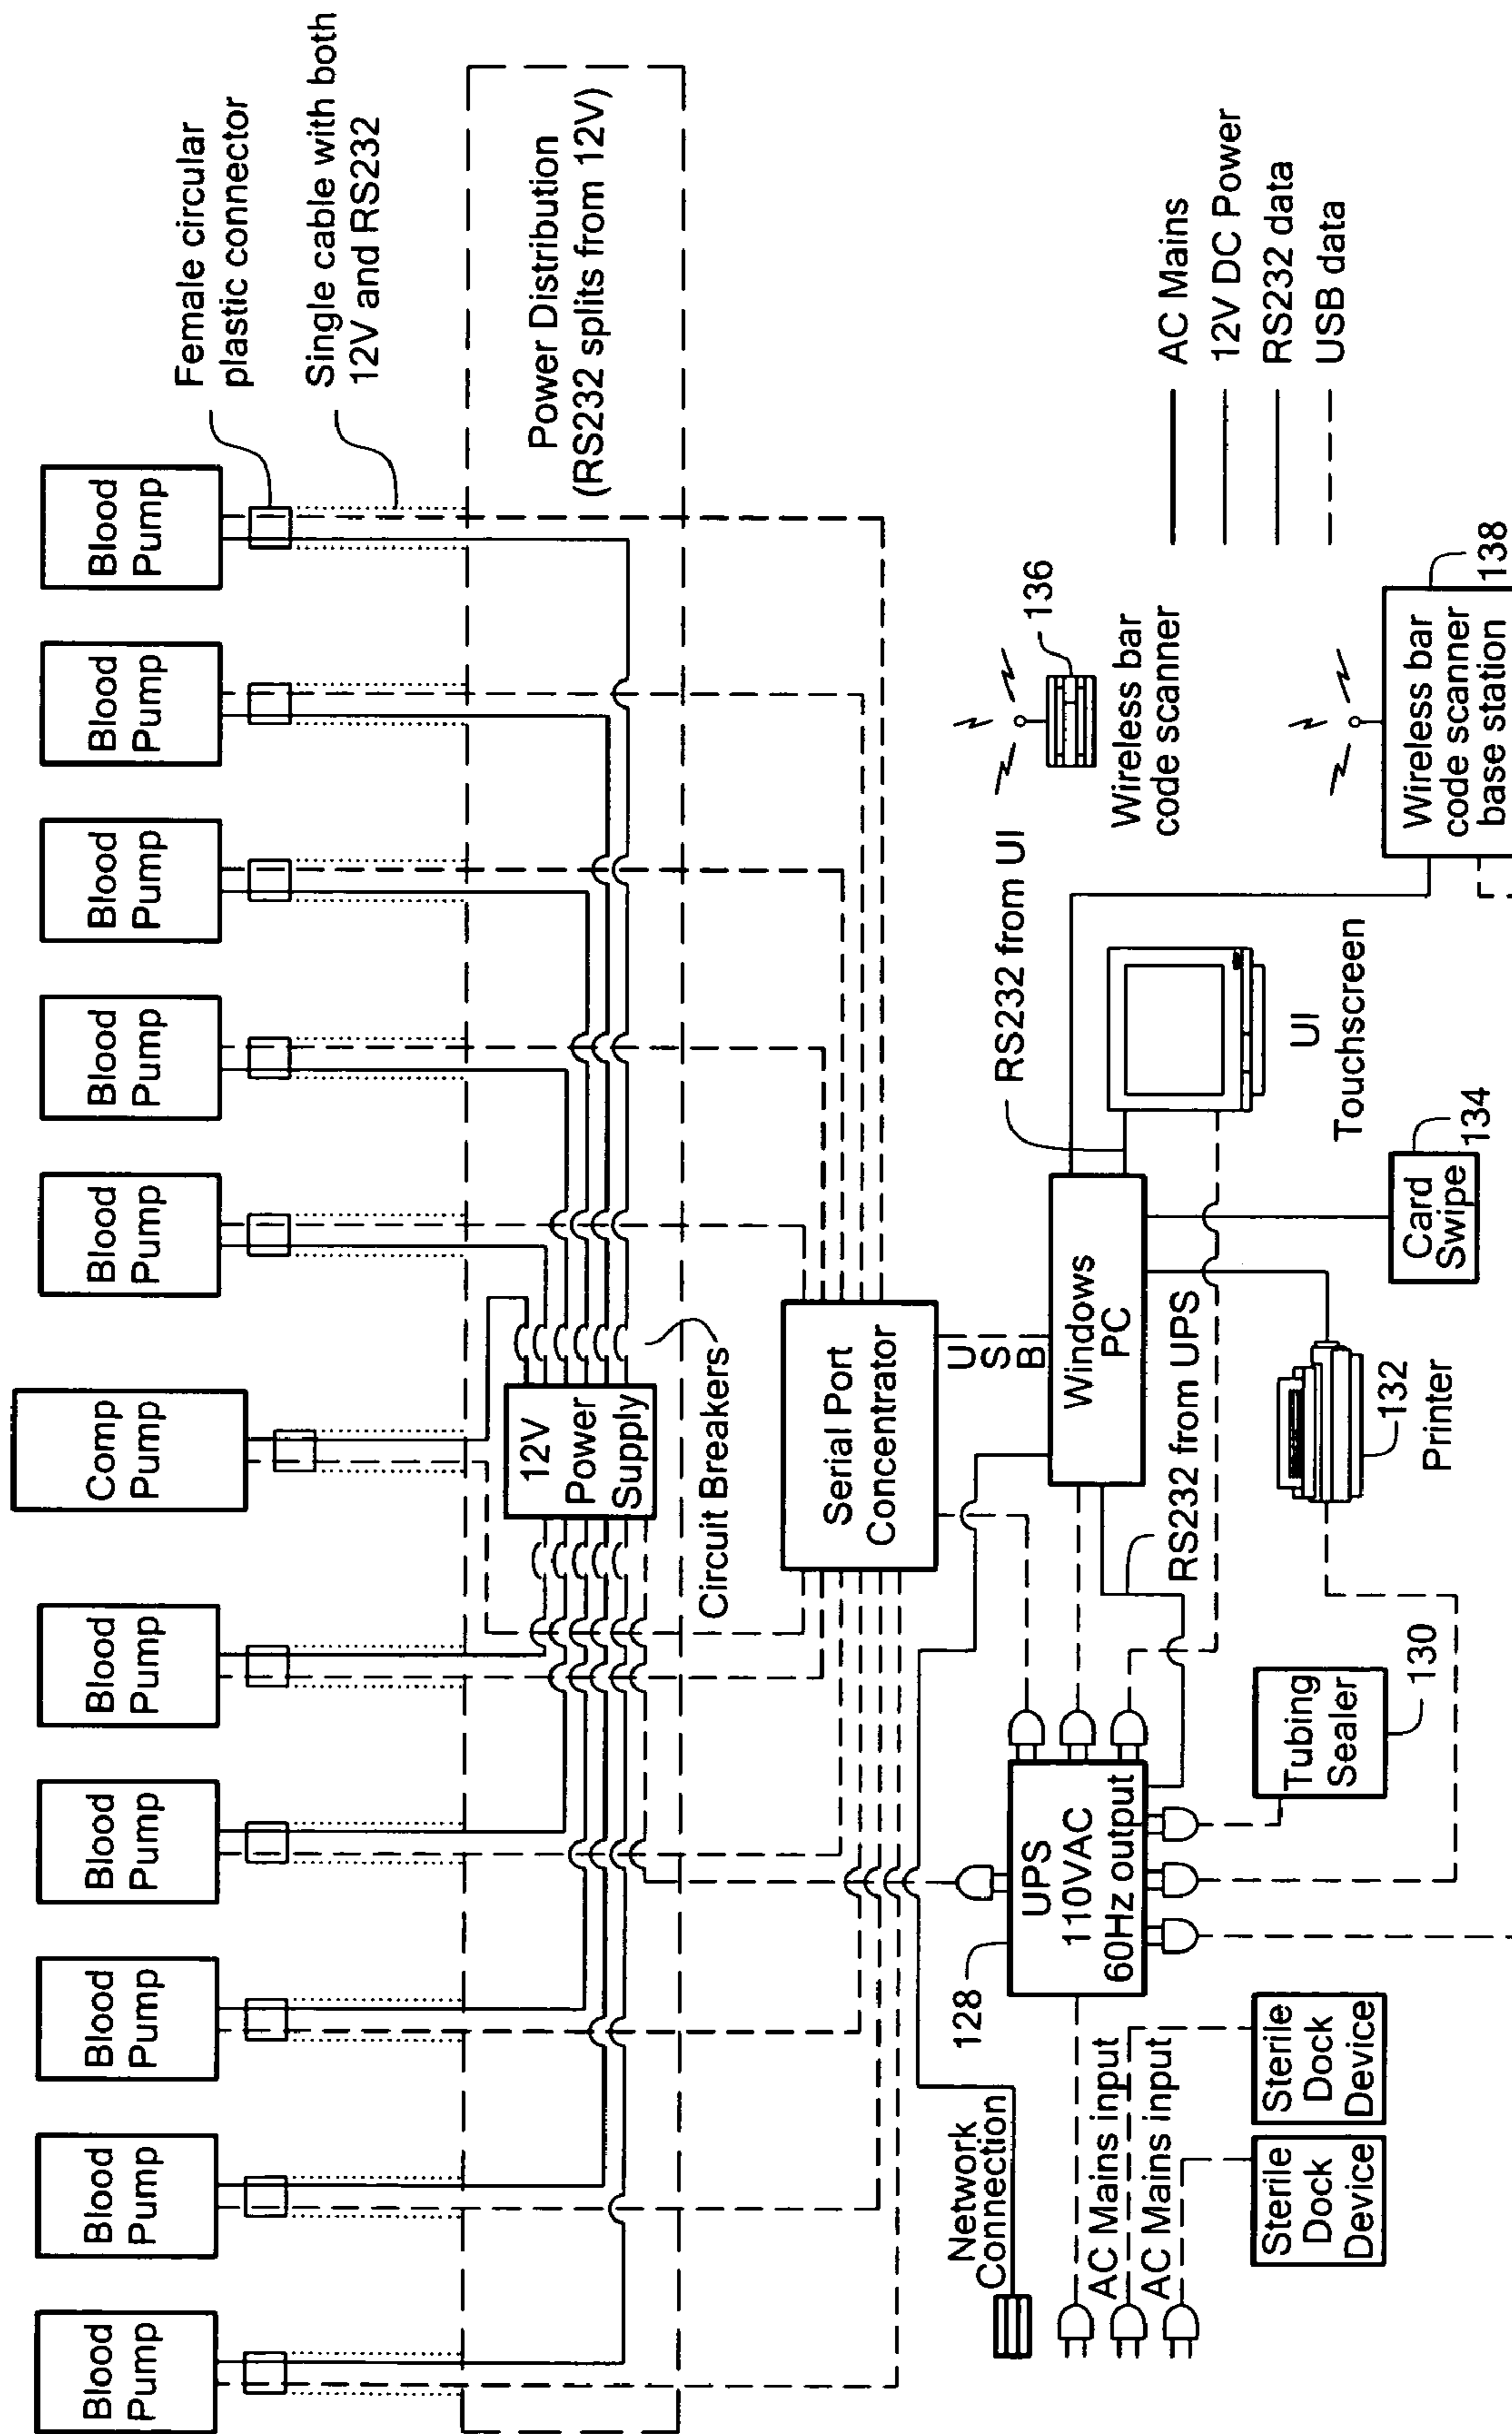 Blood
Pump
Blood
Pump
Blood
Pump
Blood
Pump
Blood
Pump
Comp
Pump
Blood
Pump
Blood
Pump
Blood
Pump
Blood
Pump
Blood
Pump
Female circular
plastic connector
Single cable with both
12V and RS232
Power Distribution
(RS232 splits from 12V)
12V
Power
Supply
Circuit Breakers
Serial Port
Concentrator
U
S
B
Network
Connection
128
UPS
110VAC
60Hz output
Windows
PC
RS232 from UI
RS232 from UPS
UI
Touchscreen
136
Wireless bar
code scanner
AC Mains
12V DC Power
RS232 data
USB data
AC Mains input
AC Mains input
Sterile
Dock
Device
Sterile
Dock
Device
Tubing
Sealer
130
132
Printer
Card
Swipe
134
Wireless bar
code scanner
base station
138